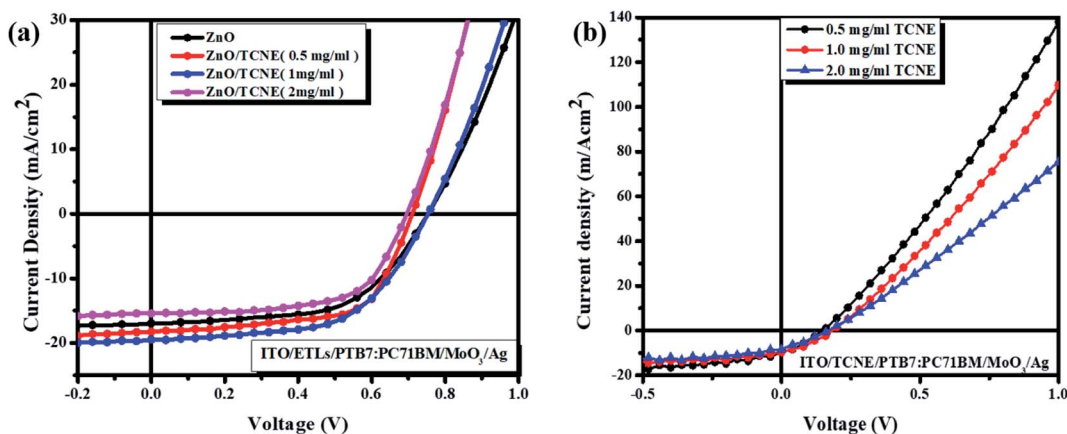 (a)
ZnO
ZnO/TCNE( 0.5 mg/ml )
ZnO/TCNE( 1mg/ml )
ZnO/TCNE( 2mg/ml )
Current Density (mA/cm²)
30
20
10
0
-10
-20
ITO/ETLs/PTB7:PC71BM/MoO₃/Ag
-0.2 0.0 0.2 0.4 0.6 0.8 1.0
Voltage (V)
(b)
0.5 mg/ml TCNE
1.0 mg/ml TCNE
2.0 mg/ml TCNE
Current density (m/Acm²)
140
120
100
80
60
40
20
0
-20
ITO/TCNE/PTB7:PC71BM/MoO₃/Ag
-0.5 0.0 0.5 1.0
Voltage (V)